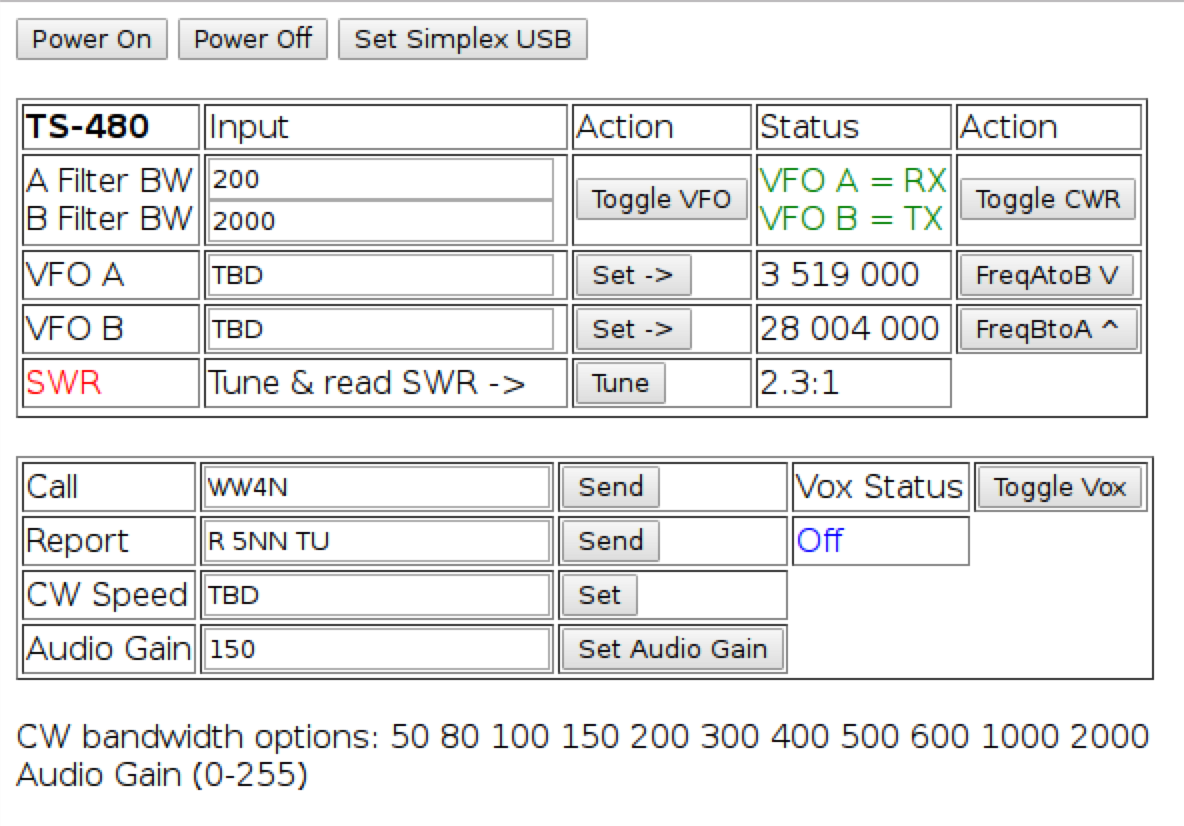 Power On Power Off Set Simplex USB
TS-480 Input Action Status Action
A Filter BW 200 Toggle VFO VFO A = RX Toggle CWR
B Filter BW 2000 VFO B = TX
VFO A TBD Set -> 3 519 000 FreqAtoB V
VFO B TBD Set -> 28 004 000 FreqBtoA ^
SWR Tune & read SWR -> Tune 2.3:1
Call WW4N Send Vox Status Toggle Vox
Report R 5NN TU Send Off
CW Speed TBD Set
Audio Gain 150 Set Audio Gain
CW bandwidth options: 50 80 100 150 200 300 400 500 600 1000 2000
Audio Gain (0-255)